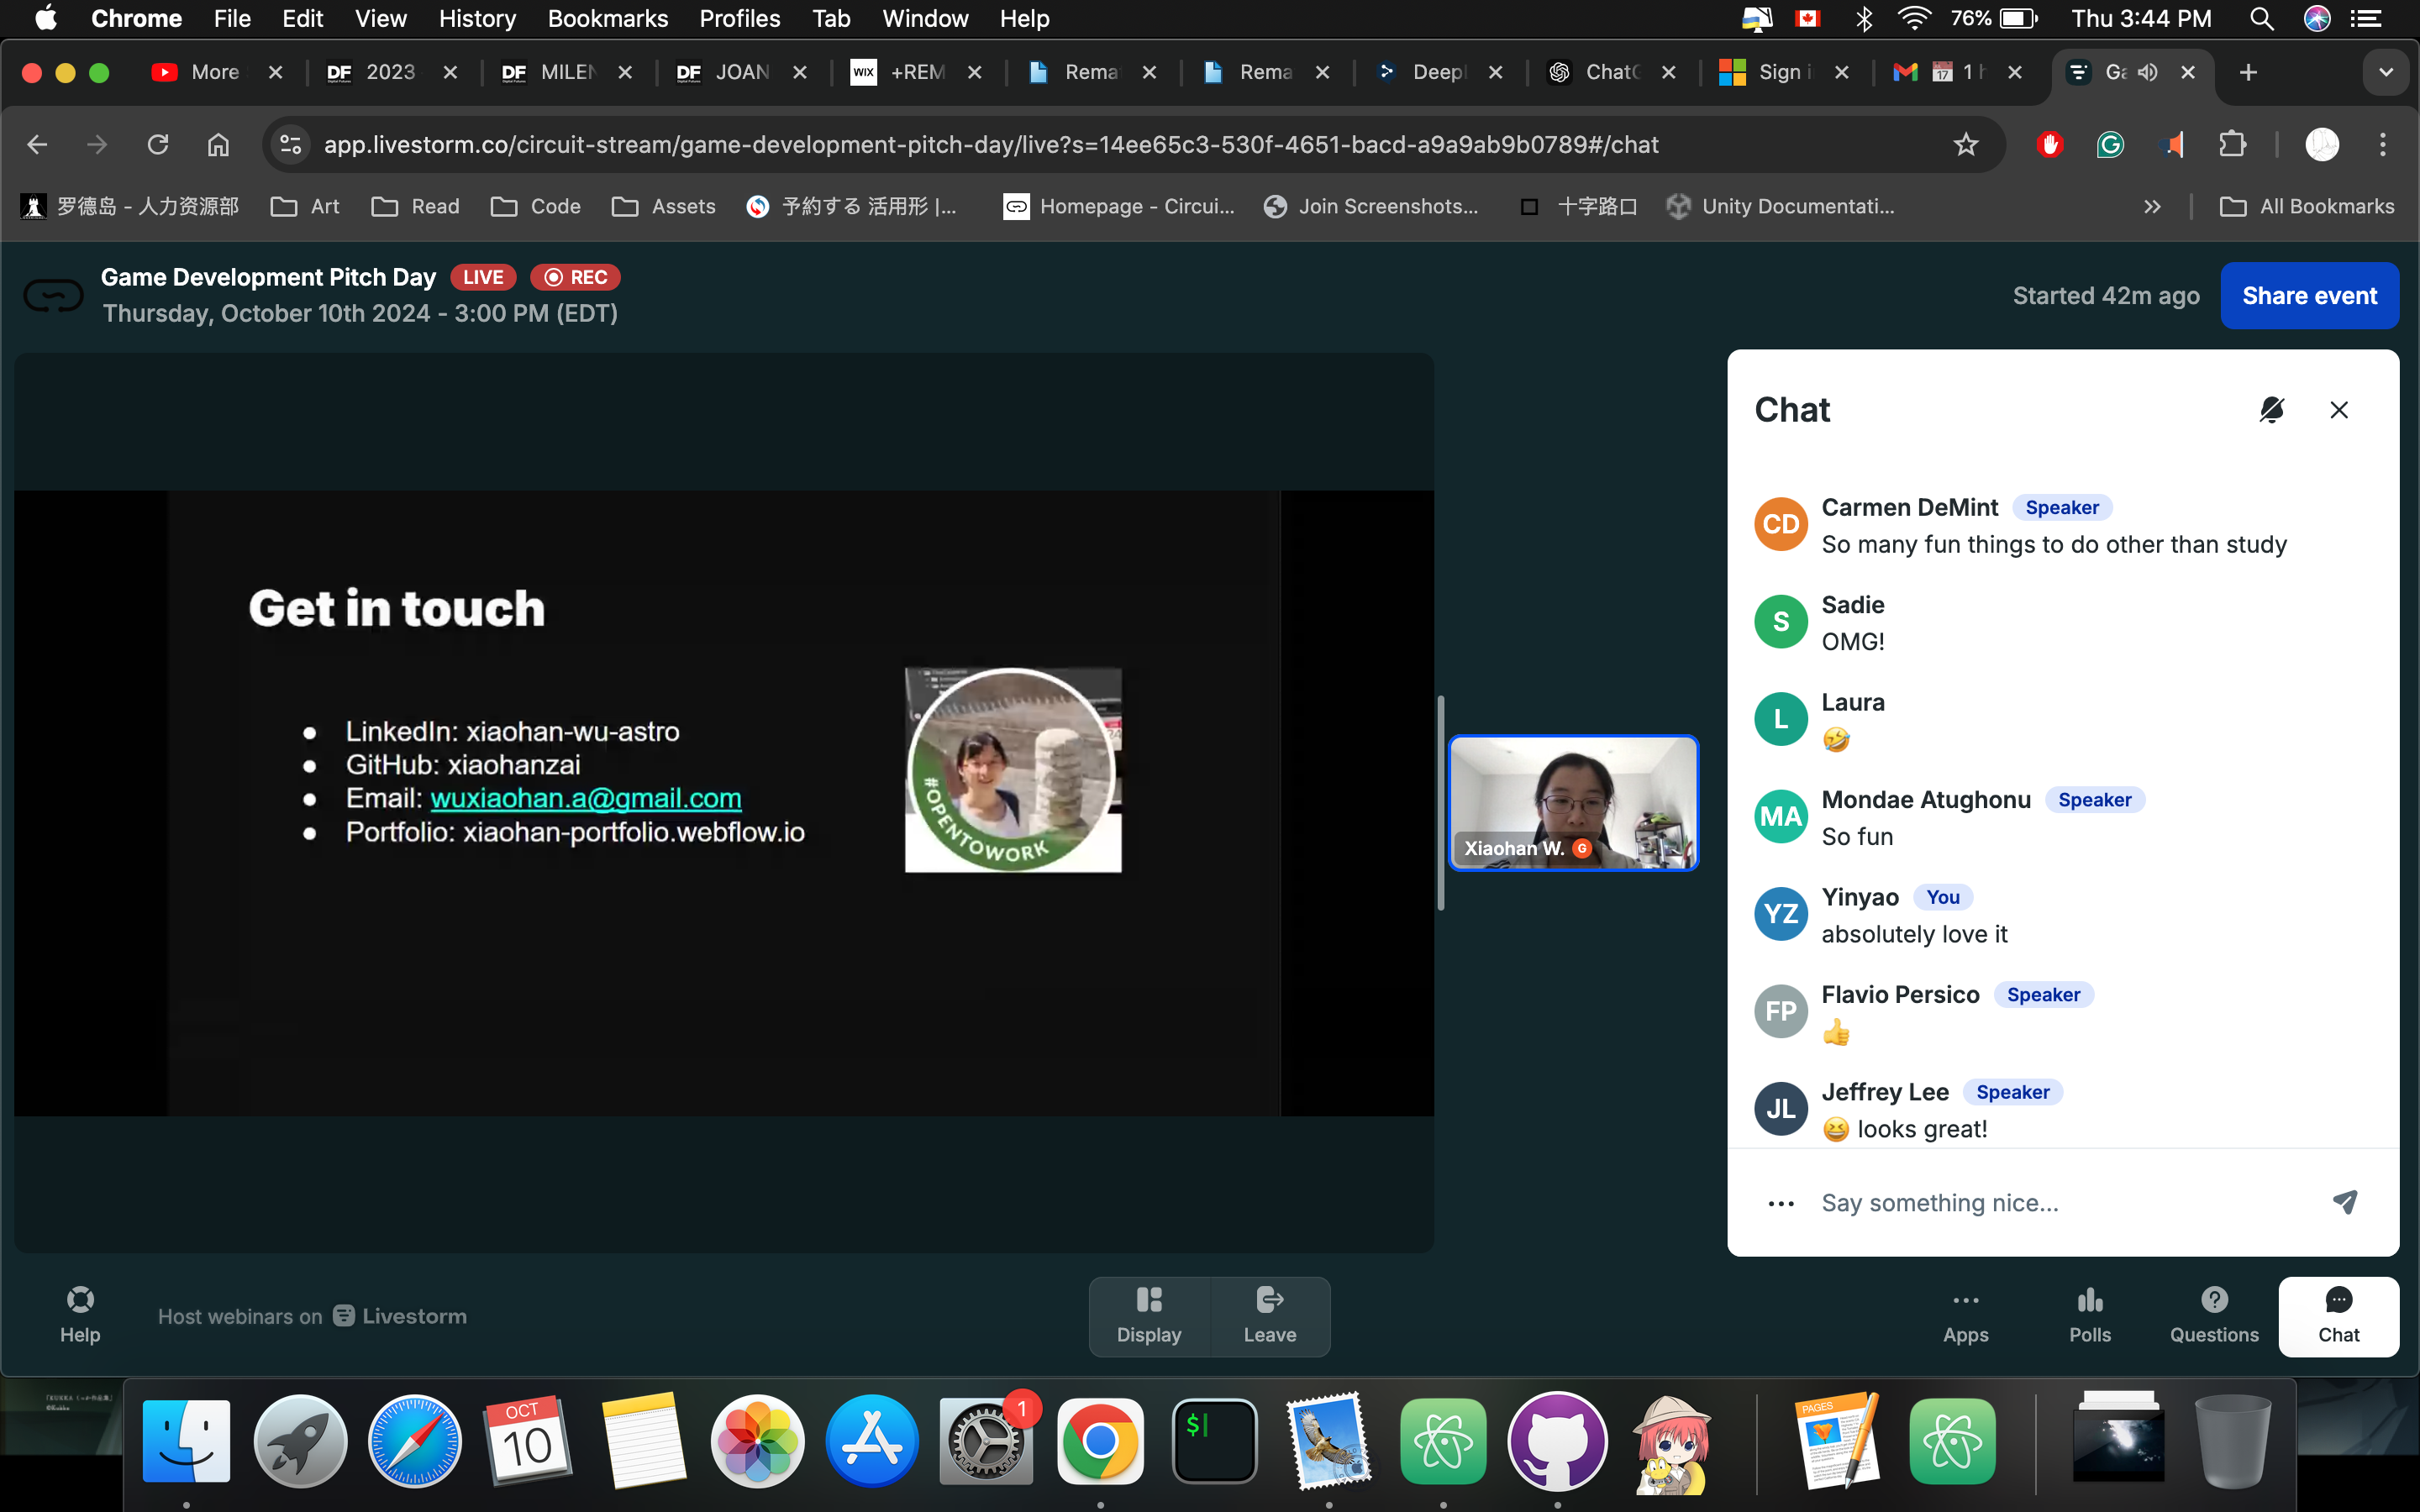 Chrome File Edit View History Bookmarks Profiles Tab Window Help 76% Thu 3:44 PM
More DF 2023 DF MILEN DF JOAN WIX +REM Rema Rema Deepl ChatG Sign i 17 1 h Ga
app.livestorm.co/circuit-stream/game-development-pitch-day/live?s=14ee65c3-530f-4651-bacd-a9a9ab9b0789#/chat
罗德岛 - 人力资源部 Art Read Code Assets 予約する 活用形 |... Homepage - Circui... Join Screenshots... 十字路口 Unity Documentati... All Bookmarks
Game Development Pitch Day LIVE REC
Thursday, October 10th 2024 - 3:00 PM (EDT)
Started 42m ago Share event
Get in touch
LinkedIn: xiaohan-wu-astro
GitHub: xiaohanzai
Email: wuxiaohan.a@gmail.com
Portfolio: xiaohan-portfolio.webflow.io
#OPENTOWORK
Xiaohan W. G
Chat
CD Carmen DeMint Speaker
So many fun things to do other than study
S Sadie
OMG!
L Laura
🤣
MA Mondae Atughonu Speaker
So fun
YZ Yinyao You
absolutely love it
FP Flavio Persico Speaker
👍
JL Jeffrey Lee Speaker
😆 looks great!
Say something nice...
Help Host webinars on Livestorm
Display Leave
Apps Polls Questions Chat
OCT
10
1
$
PAGES